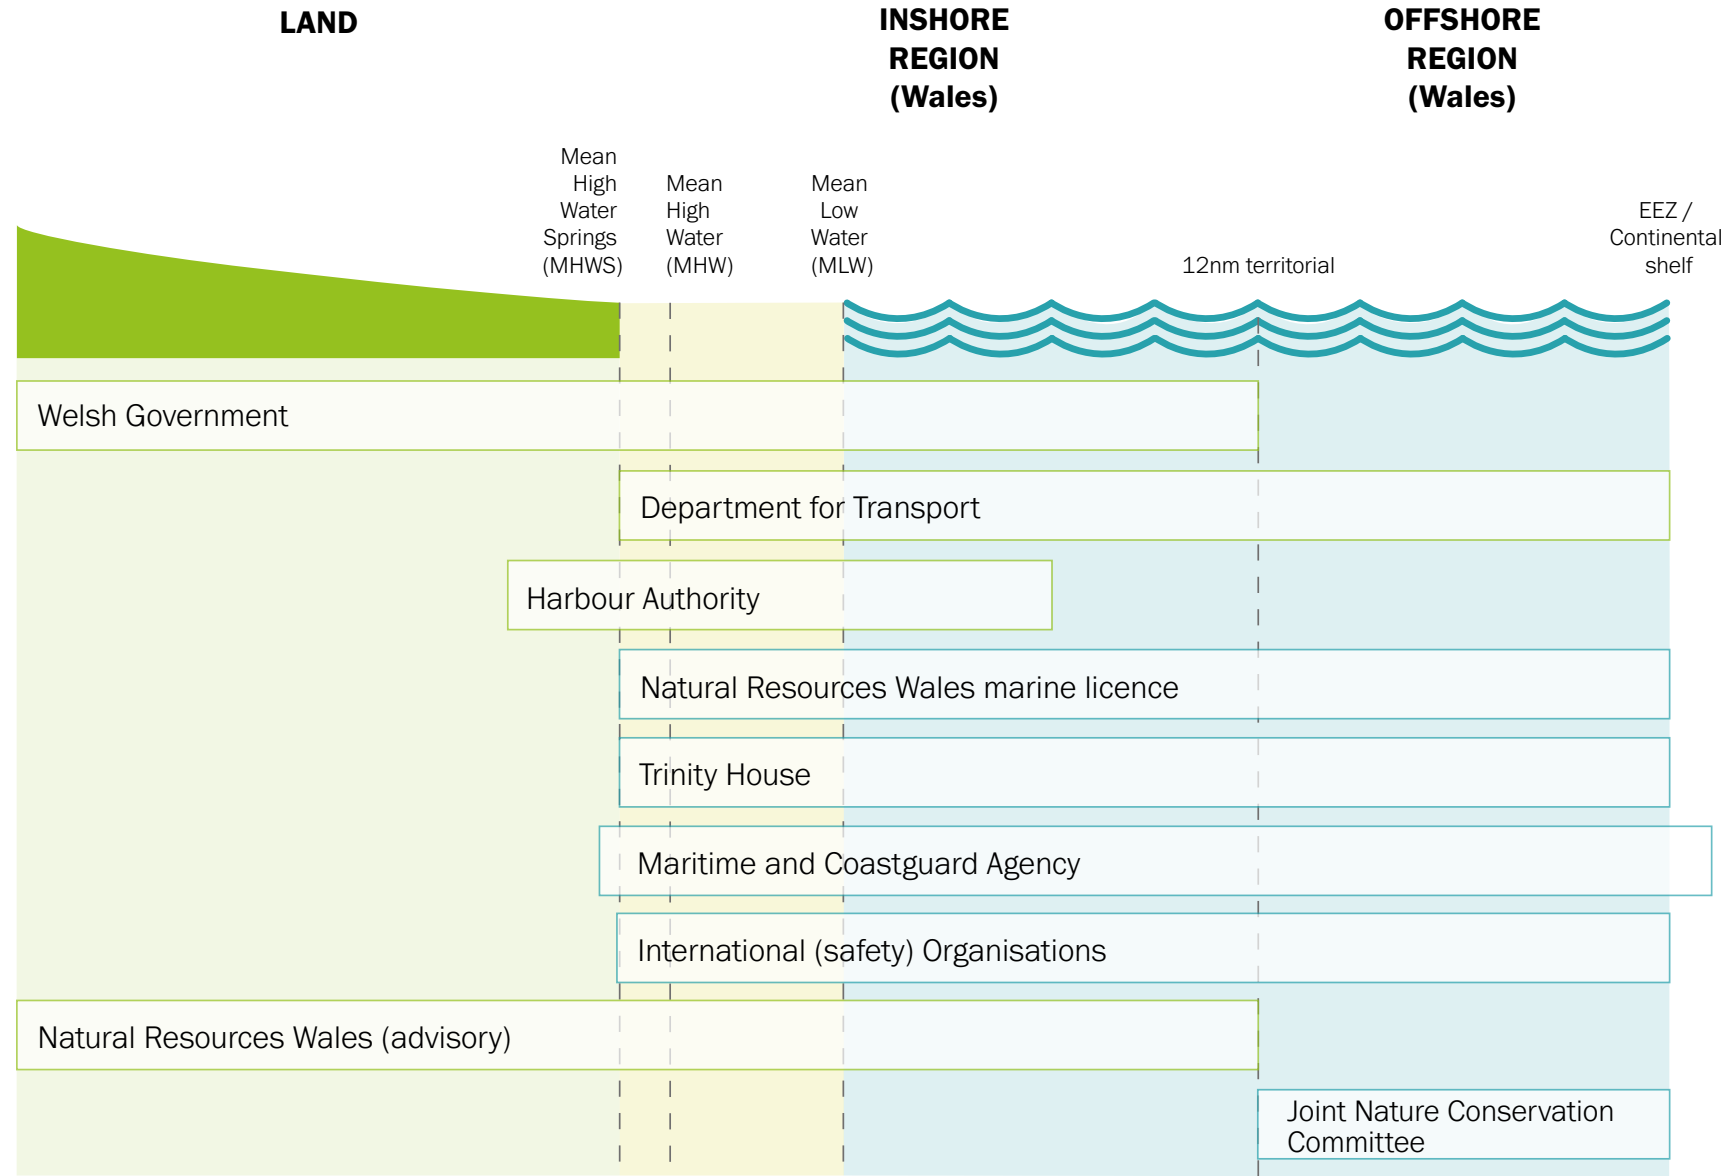 LAND
INSHORE
REGION
(Wales)
OFFSHORE
REGION
(Wales)
Mean
High
Water
Springs
(MHWS)
Mean
High
Water
(MHW)
Mean
Low
Water
(MLW)
12nm territorial
EEZ /
Continental
shelf
Welsh Government
Department for Transport
Harbour Authority
Natural Resources Wales marine licence
Trinity House
Maritime and Coastguard Agency
International (safety) Organisations
Natural Resources Wales (advisory)
Joint Nature Conservation
Committee